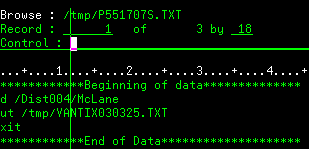 Browse : /tmp/P551707S.TXT
Record : 1 of 3 by 18
Control :
...+....1....+....2....+....3....+....4....+.
***********Beginning of data*************
d /Dist004/McLane
ut /tmp/VANTIX030325.TXT
xit
***********End of Data********************